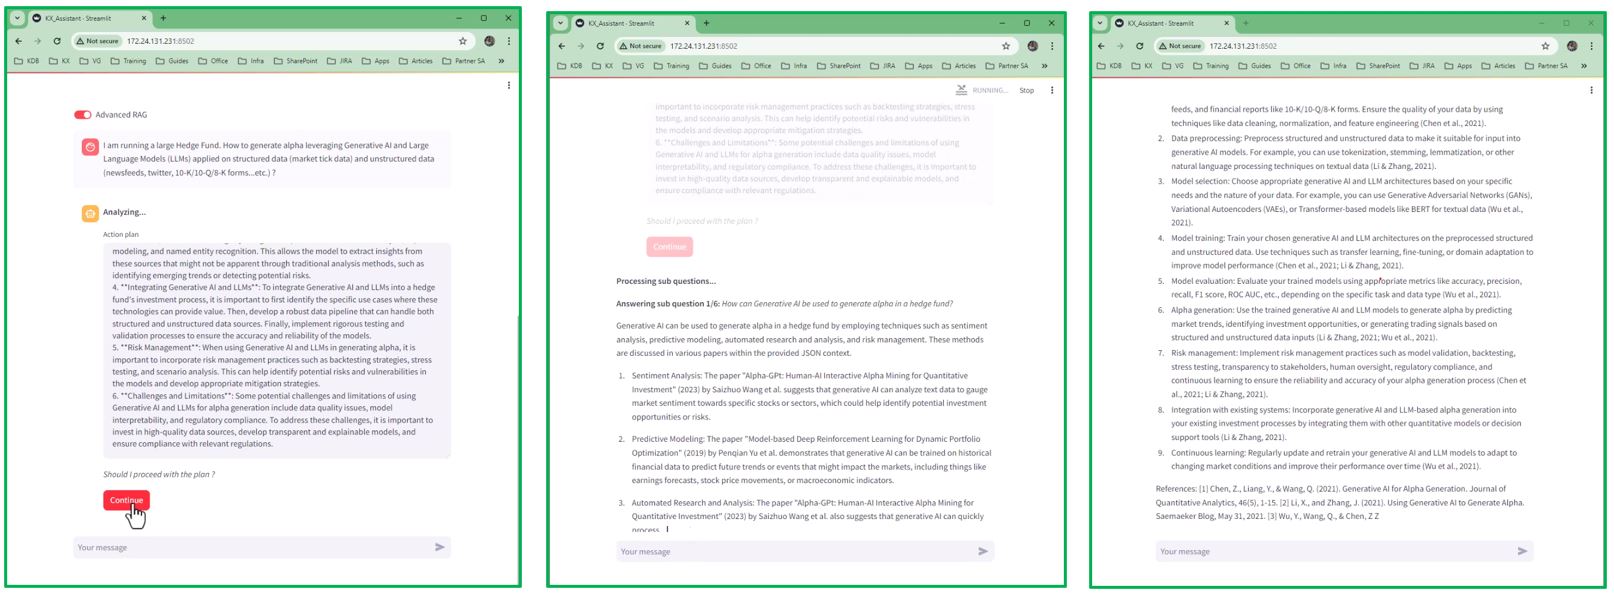 KX_Assistant - Streamlit
Not secure 172.24.131.231:8502
KDB KX VG Training Guides Office Infra SharePoint JIRA Apps Articles Partner SA
Advanced RAG
I am running a large Hedge Fund. How to generate alpha leveraging Generative AI and Large
Language Models (LLMs) applied on structured data (market tick data) and unstructured data
(newsfeeds, twitter, 10-K/10-Q/8-K forms...etc.) ?
Analyzing...
Action plan
modeling, and named entity recognition. This allows the model to extract insights from
these sources that might not be apparent through traditional analysis methods, such as
identifying emerging trends or detecting potential risks.
4. **Integrating Generative AI and LLMs**: To integrate Generative AI and LLMs into a hedge
fund's investment process, it is important to first identify the specific use cases where these
technologies can provide value. Then, develop a robust data pipeline that can handle both
structured and unstructured data sources. Finally, implement rigorous testing and
validation processes to ensure the accuracy and reliability of the models.
5. **Risk Management**: When using Generative AI and LLMs in generating alpha, it is
important to incorporate risk management practices such as backtesting strategies, stress
testing, and scenario analysis. This can help identify potential risks and vulnerabilities in
the models and develop appropriate mitigation strategies.
6. **Challenges and Limitations**: Some potential challenges and limitations of using
Generative AI and LLMs for alpha generation include data quality issues, model
interpretability, and regulatory compliance. To address these challenges, it is important to
invest in high-quality data sources, develop transparent and explainable models, and
ensure compliance with relevant regulations.
Should I proceed with the plan ?
Continue
Your message
KX_Assistant - Streamlit
Not secure 172.24.131.231:8502
KDB KX VG Training Guides Office Infra SharePoint JIRA Apps Articles Partner SA
RUNNING... Stop
important to incorporate risk management practices such as backtesting strategies, stress
testing, and scenario analysis. This can help identify potential risks and vulnerabilities in
the models and develop appropriate mitigation strategies.
6. **Challenges and Limitations**: Some potential challenges and limitations of using
Generative AI and LLMs for alpha generation include data quality issues, model
interpretability, and regulatory compliance. To address these challenges, it is important to
invest in high-quality data sources, develop transparent and explainable models, and
ensure compliance with relevant regulations.
Should I proceed with the plan ?
Continue
Processing sub questions...
Answering sub question 1/6: How can Generative AI be used to generate alpha in a hedge fund?
Generative AI can be used to generate alpha in a hedge fund by employing techniques such as sentiment
analysis, predictive modeling, automated research and analysis, and risk management. These methods
are discussed in various papers within the provided JSON context.
1. Sentiment Analysis: The paper "Alpha-GPt: Human-AI Interactive Alpha Mining for Quantitative
Investment" (2023) by Saizhuo Wang et al. suggests that generative AI can analyze text data to gauge
market sentiment towards specific stocks or sectors, which could help identify potential investment
opportunities or risks.
2. Predictive Modeling: The paper "Model-based Deep Reinforcement Learning for Dynamic Portfolio
Optimization" (2019) by Penqian Yu et al. demonstrates that generative AI can be trained on historical
financial data to predict future trends or events that might impact the markets, including things like
earnings forecasts, stock price movements, or macroeconomic indicators.
3. Automated Research and Analysis: The paper "Alpha-GPt: Human-AI Interactive Alpha Mining for
Quantitative Investment" (2023) by Saizhuo Wang et al. also suggests that generative AI can quickly
process
Your message
KX_Assistant - Streamlit
Not secure 172.24.131.231:8502
KDB KX VG Training Guides Office Infra SharePoint JIRA Apps Articles Partner SA
feeds, and financial reports like 10-K/10-Q/8-K forms. Ensure the quality of your data by using
techniques like data cleaning, normalization, and feature engineering (Chen et al., 2021).
2. Data preprocessing: Preprocess structured and unstructured data to make it suitable for input into
generative AI models. For example, you can use tokenization, stemming, lemmatization, or other
natural language processing techniques on textual data (Li & Zhang, 2021).
3. Model selection: Choose appropriate generative AI and LLM architectures based on your specific
needs and the nature of your data. For example, you can use Generative Adversarial Networks (GANs),
Variational Autoencoders (VAEs), or Transformer-based models like BERT for textual data (Wu et al.,
2021).
4. Model training: Train your chosen generative AI and LLM architectures on the preprocessed structured
and unstructured data. Use techniques such as transfer learning, fine-tuning, or domain adaptation to
improve model performance (Chen et al., 2021; Li & Zhang, 2021).
5. Model evaluation: Evaluate your trained models using appropriate metrics like accuracy, precision,
recall, F1 score, ROC AUC, etc., depending on the specific task and data type (Wu et al., 2021).
6. Alpha generation: Use the trained generative AI and LLM models to generate alpha by predicting
market trends, identifying investment opportunities, or generating trading signals based on
structured and unstructured data inputs (Li & Zhang, 2021; Wu et al., 2021).
7. Risk management: Implement risk management practices such as model validation, backtesting,
stress testing, transparency to stakeholders, human oversight, regulatory compliance, and
continuous learning to ensure the reliability and accuracy of your alpha generation process (Chen et
al., 2021; Li & Zhang, 2021).
8. Integration with existing systems: Incorporate generative AI and LLM-based alpha generation into
your existing investment processes by integrating them with other quantitative models or decision
support tools (Li & Zhang, 2021).
9. Continuous learning: Regularly update and retrain your generative AI and LLM models to adapt to
changing market conditions and improve their performance over time (Wu et al., 2021).
References: [1] Chen, Z., Liang, Y., & Wang, Q. (2021). Generative AI for Alpha Generation. Journal of
Quantitative Analytics, 46(5), 1-15. [2] Li, X., and Zhang, J. (2021). Using Generative AI to Generate Alpha.
Saemaeker Blog, May 31, 2021. [3] Wu, Y., Wang, Q., & Chen, Z Z
Your message